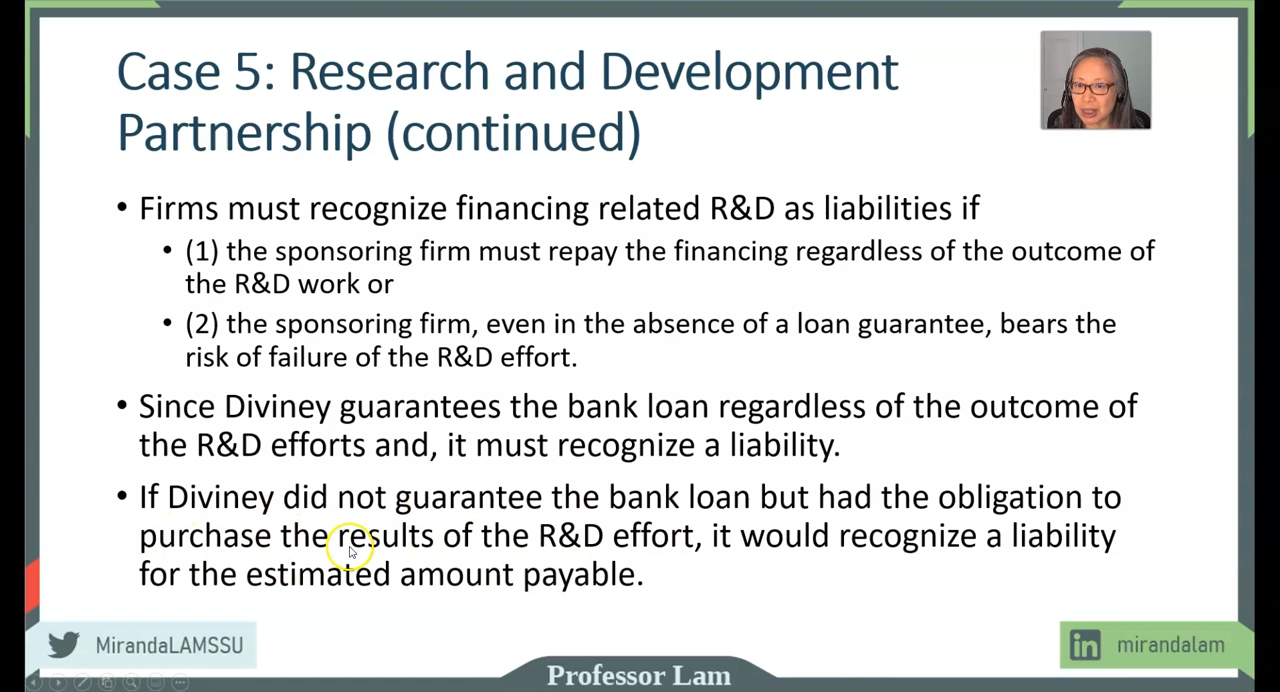 Case 5: Research and Development
Partnership (continued)
• Firms must recognize financing related R&D as liabilities if
• (1) the sponsoring firm must repay the financing regardless of the outcome of
the R&D work or
• (2) the sponsoring firm, even in the absence of a loan guarantee, bears the
risk of failure of the R&D effort.
• Since Diviney guarantees the bank loan regardless of the outcome of
the R&D efforts and, it must recognize a liability.
• If Diviney did not guarantee the bank loan but had the obligation to
purchase the results of the R&D effort, it would recognize a liability
for the estimated amount payable.
MirandaLAMSSU
in mirandalam
Professor Lam